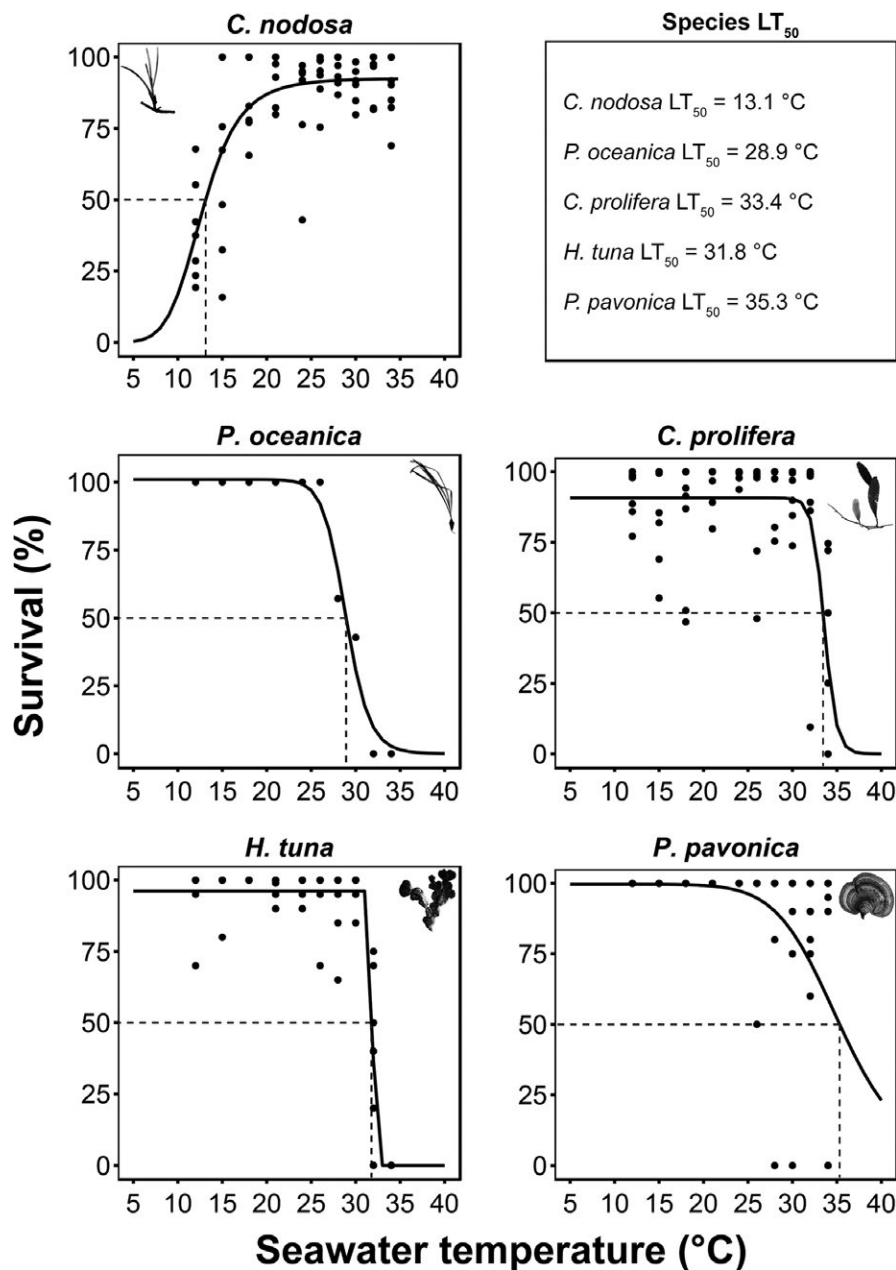 C. nodosa
Species LT50
100
75
50
25
0
5 10 15 20 25 30 35 40
C. nodosa LT50 = 13.1 °C
P. oceanica LT50 = 28.9 °C
C. prolifera LT50 = 33.4 °C
H. tuna LT50 = 31.8 °C
P. pavonica LT50 = 35.3 °C
P. oceanica
100
75
50
25
0
5 10 15 20 25 30 35 40
C. prolifera
100
75
50
25
0
5 10 15 20 25 30 35 40
Survival (%)
H. tuna
100
75
50
25
0
5 10 15 20 25 30 35 40
P. pavonica
100
75
50
25
0
5 10 15 20 25 30 35 40
Seawater temperature (°C)